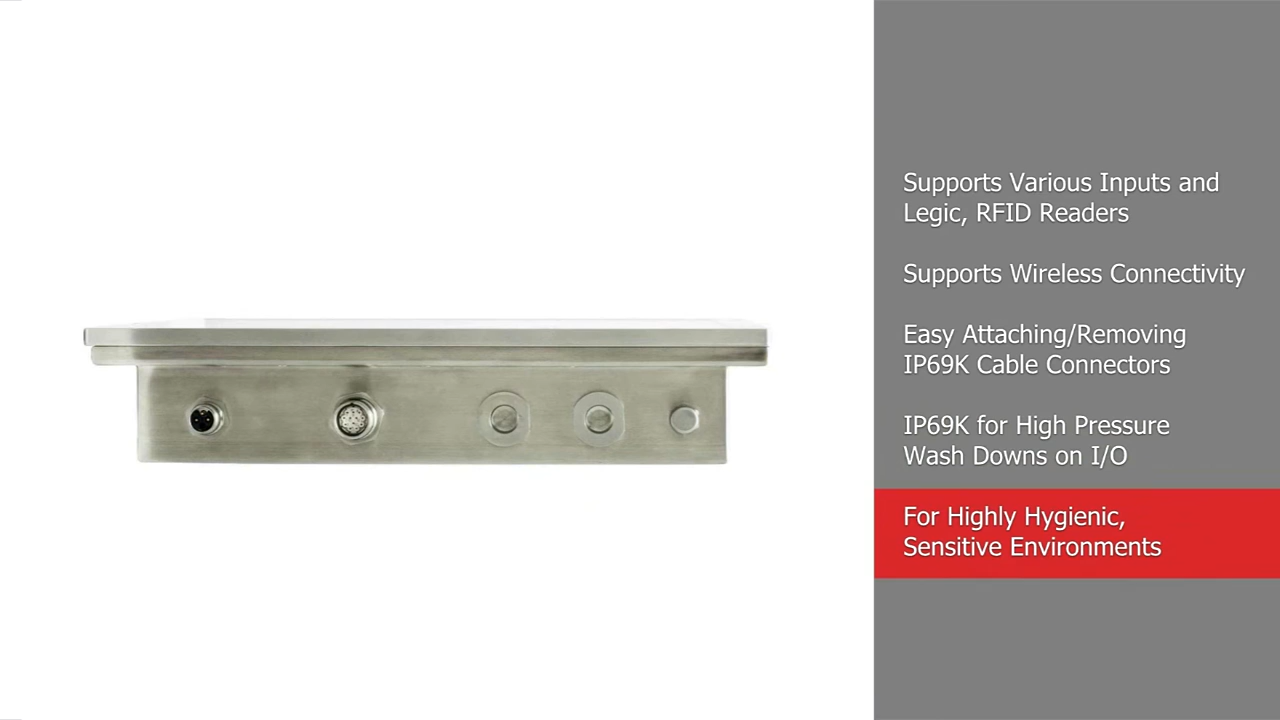 Supports Various Inputs and
Legic, RFID Readers
Supports Wireless Connectivity
Easy Attaching/Removing
IP69K Cable Connectors
IP69K for High Pressure
Wash Downs on I/O
For Highly Hygienic,
Sensitive Environments